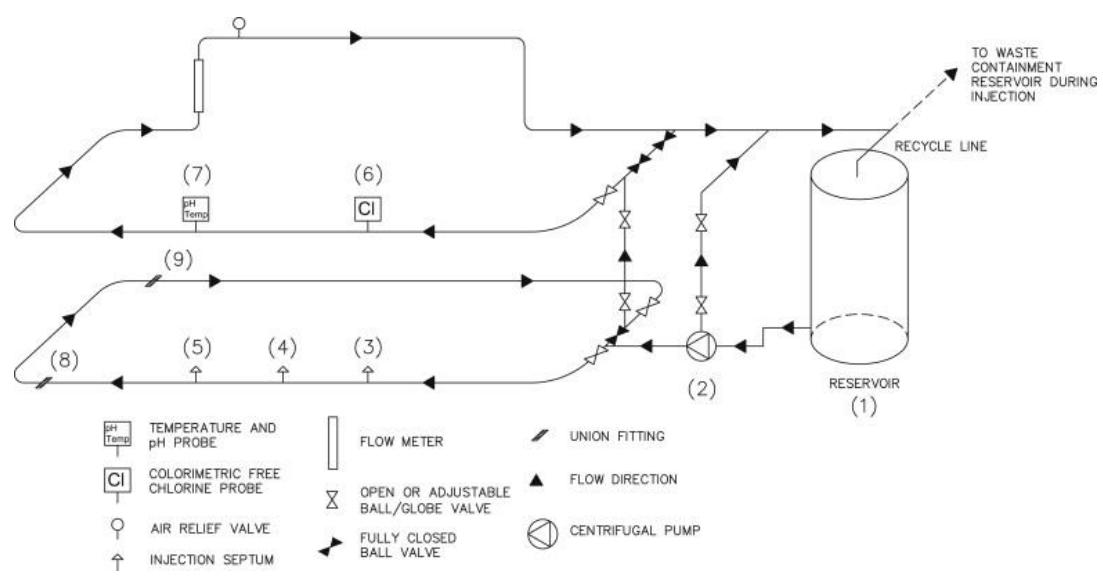 TO WASTE
CONTAINMENT
RESERVOIR DURING
INJECTION
RECYCLE LINE
(7)
(6)
pH
Temp
Cl
(9)
(8)
(5)
(4)
(3)
(2)
RESERVOIR
(1)
pH
Temp
TEMPERATURE AND
pH PROBE
Cl
COLORIMETRIC FREE
CHLORINE PROBE
AIR RELIEF VALVE
INJECTION SEPTUM
FLOW METER
OPEN OR ADJUSTABLE
BALL/GLOBE VALVE
FULLY CLOSED
BALL VALVE
UNION FITTING
FLOW DIRECTION
CENTRIFUGAL PUMP